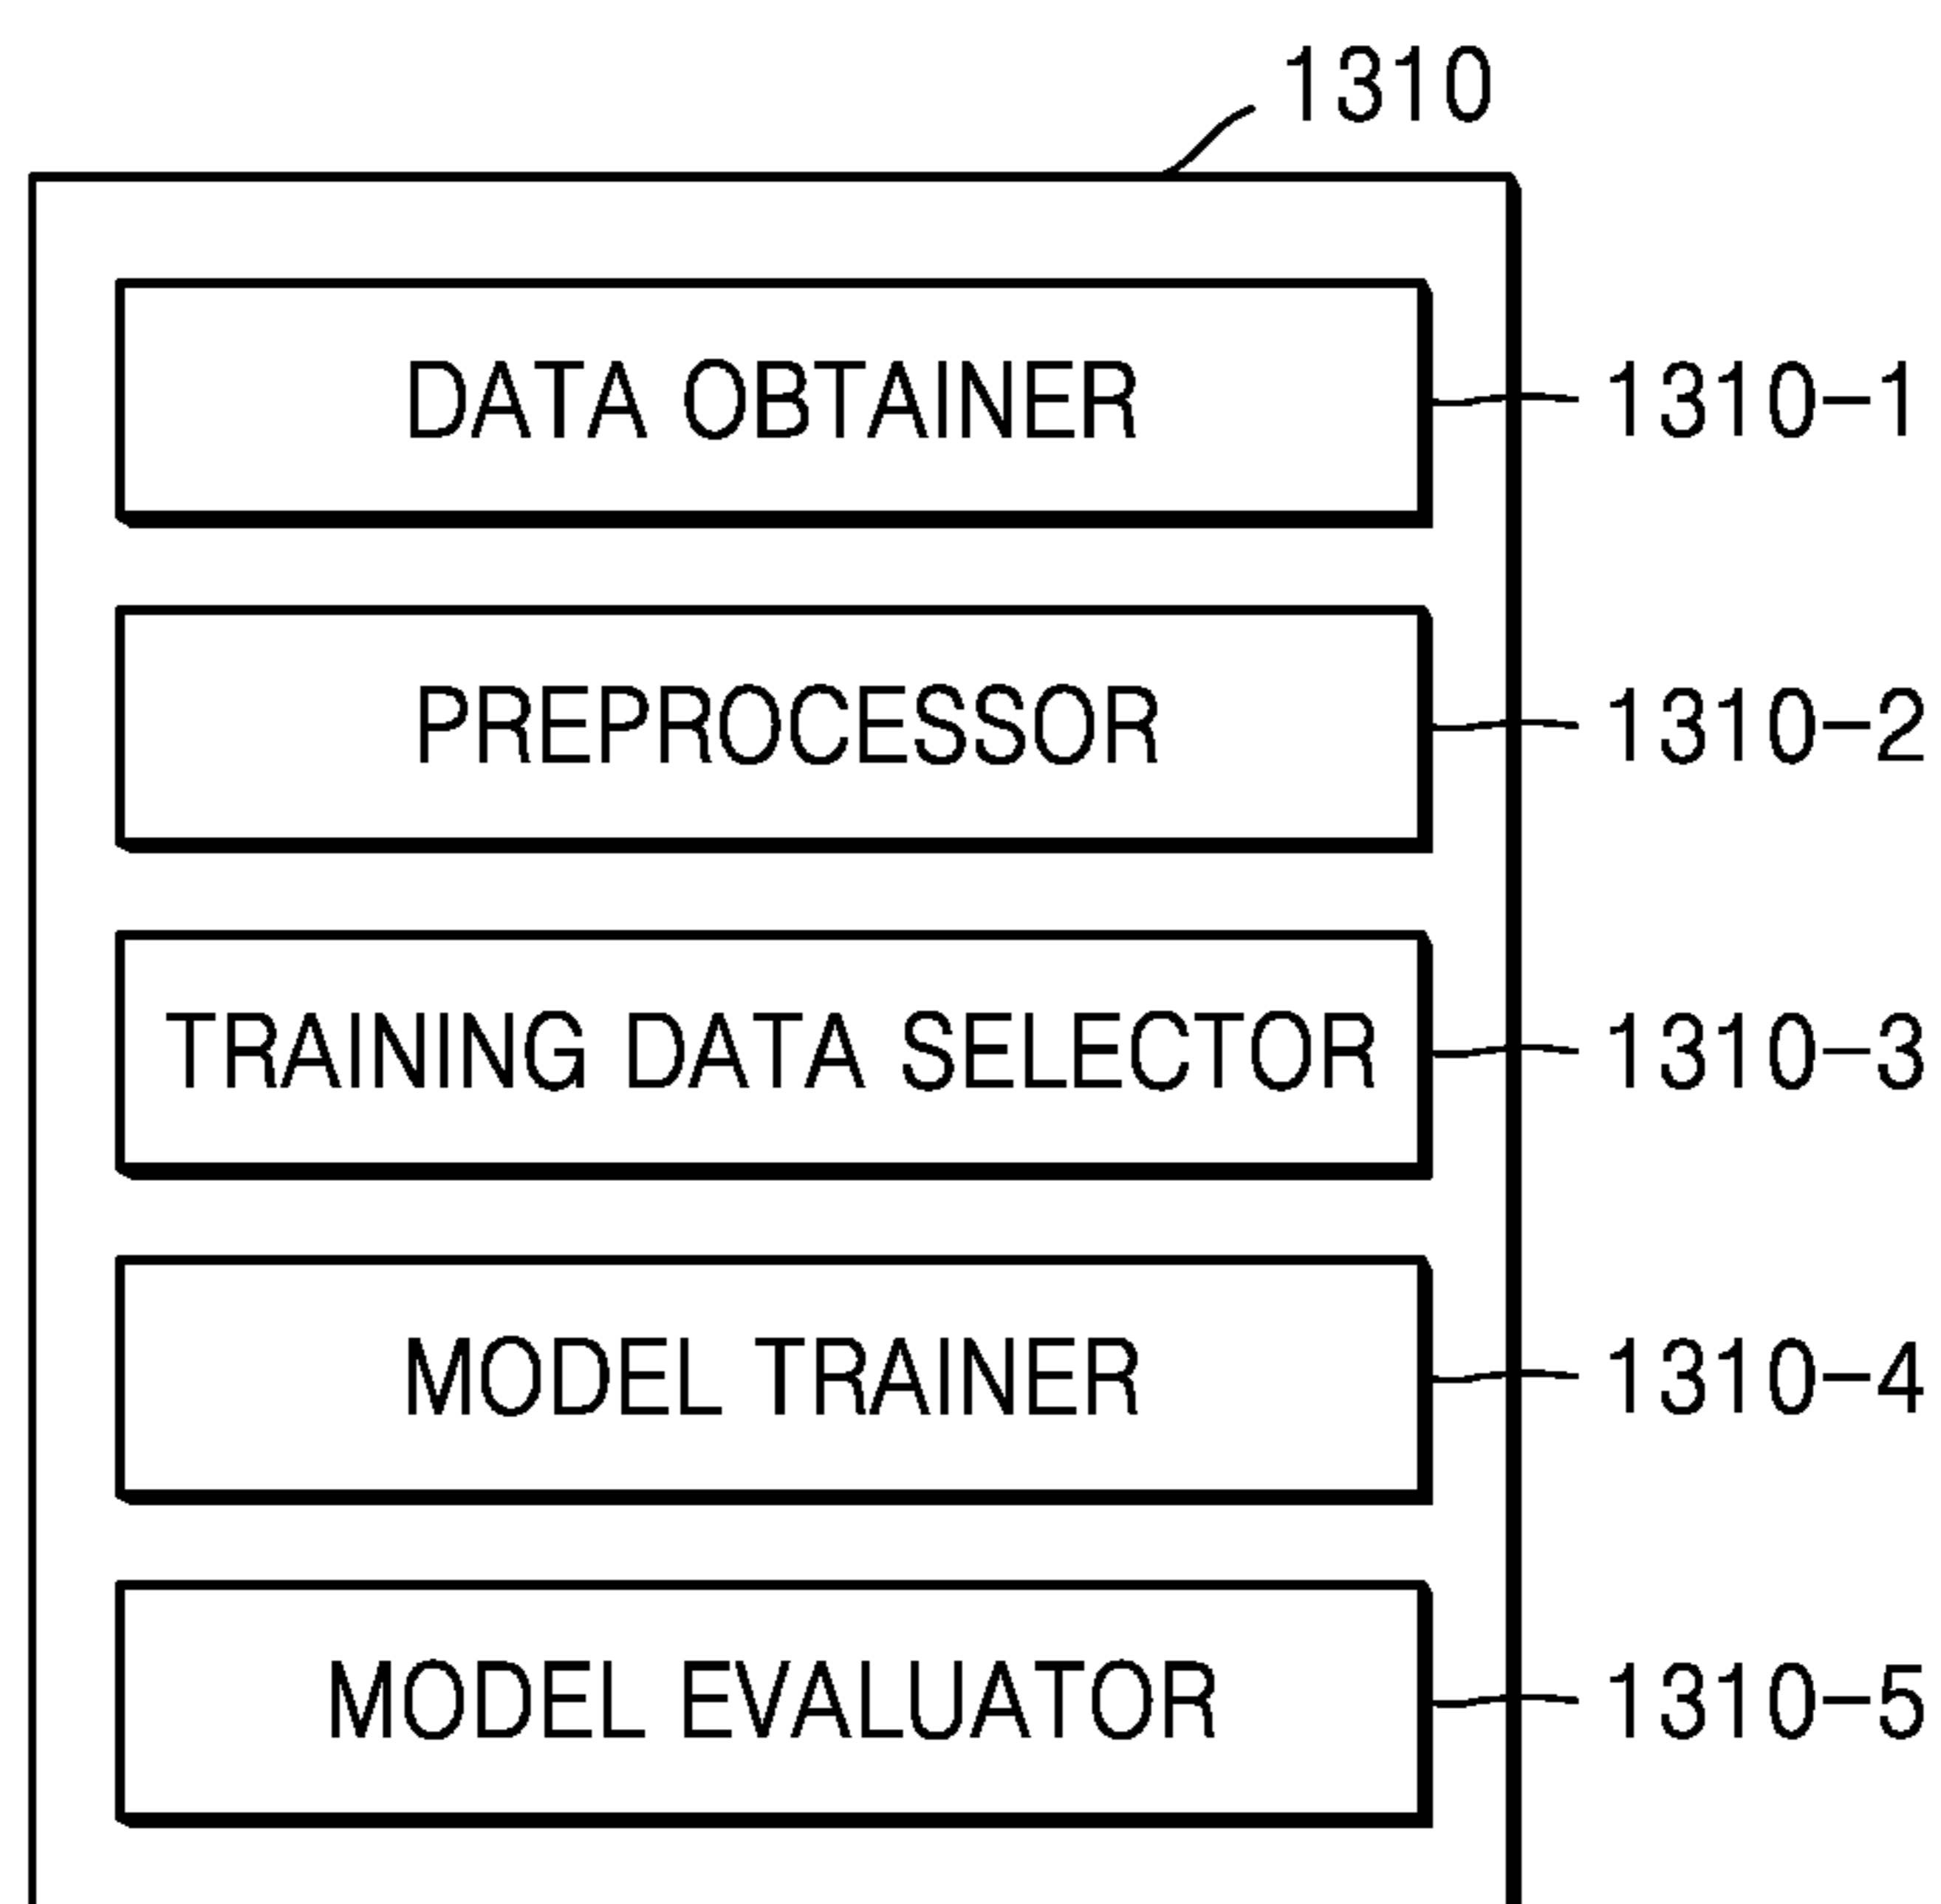 1310
DATA OBTAINER 1310-1
PREPROCESSOR 1310-2
TRAINING DATA SELECTOR 1310-3
MODEL TRAINER 1310-4
MODEL EVALUATOR 1310-5